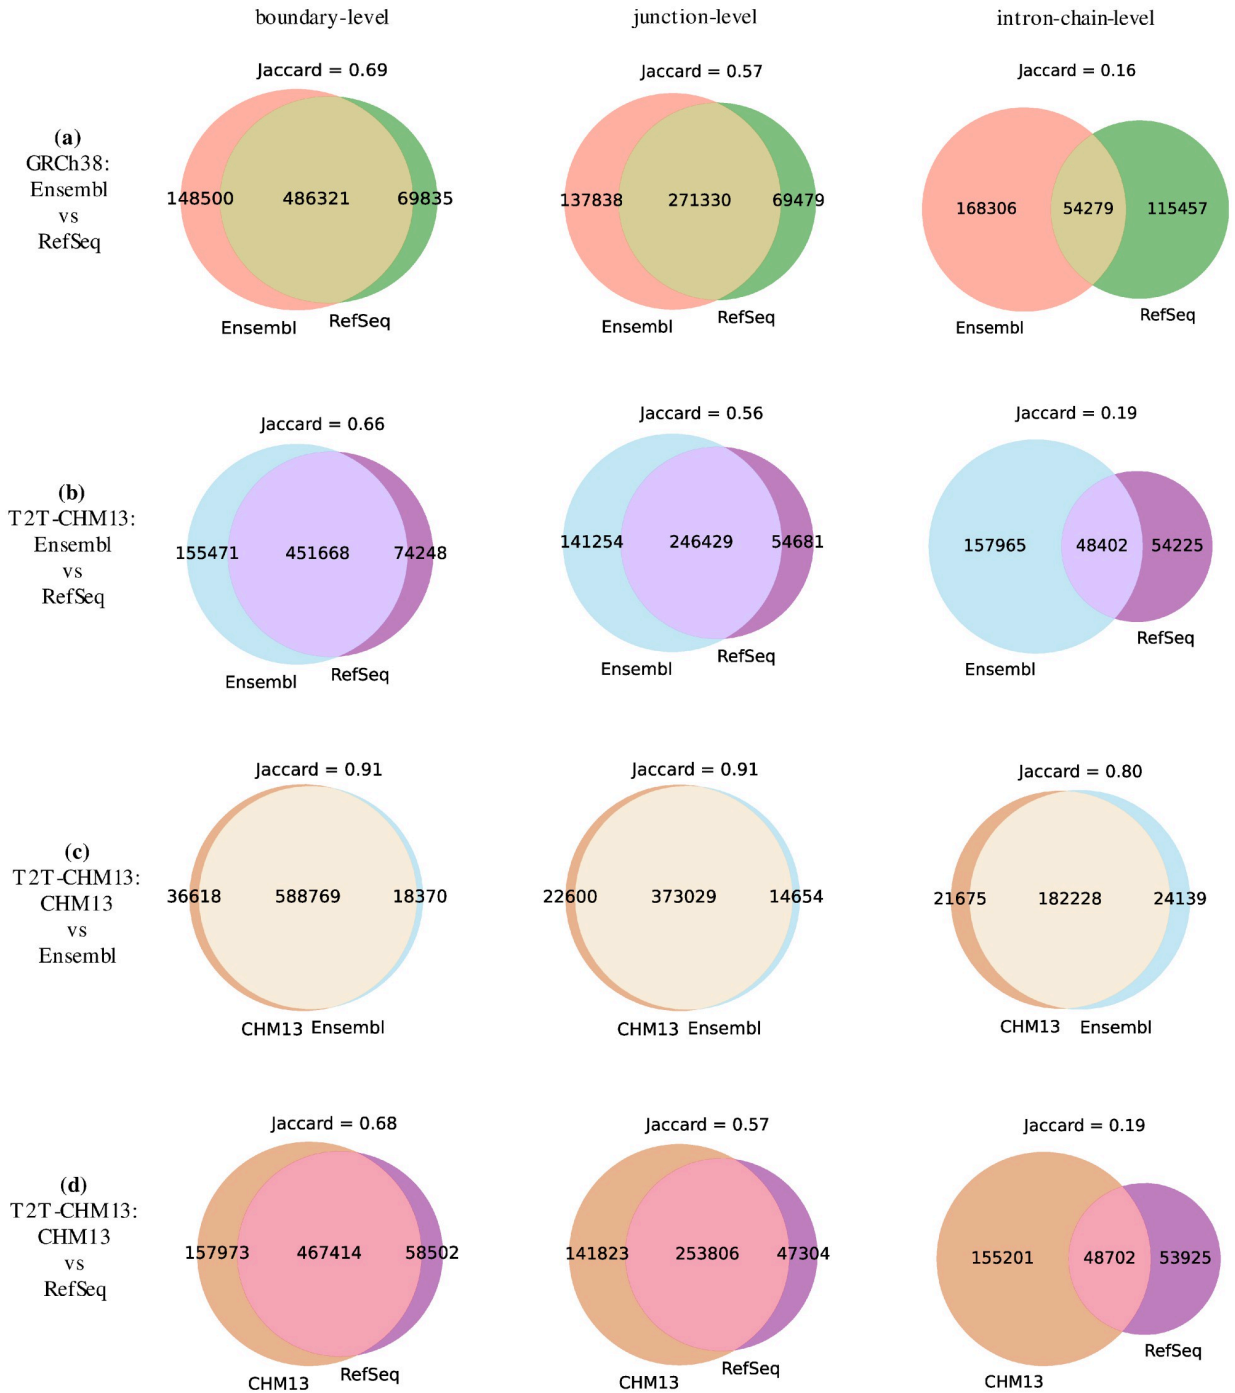 boundary-level junction-level intron-chain-level
Jaccard = 0.69 Jaccard = 0.57 Jaccard = 0.16
(a)
GRCh38:
Ensembl
vs
RefSeq
148500 486321 69835 137838 271330 69479 168306 54279 115457
Ensembl RefSeq Ensembl RefSeq Ensembl RefSeq
Jaccard = 0.66 Jaccard = 0.56 Jaccard = 0.19
(b)
T2T-CHM13:
Ensembl
vs
RefSeq
155471 451668 74248 141254 246429 54681 157965 48402 54225
Ensembl RefSeq Ensembl RefSeq Ensembl RefSeq
Jaccard = 0.91 Jaccard = 0.91 Jaccard = 0.80
(c)
T2T-CHM13:
CHM13
vs
Ensembl
36618 588769 18370 22600 373029 14654 21675 182228 24139
CHM13 Ensembl CHM13 Ensembl CHM13 Ensembl
Jaccard = 0.68 Jaccard = 0.57 Jaccard = 0.19
(d)
T2T-CHM13:
CHM13
vs
RefSeq
157973 467414 58502 141823 253806 47304 155201 48702 53925
CHM13 RefSeq CHM13 RefSeq CHM13 RefSeq